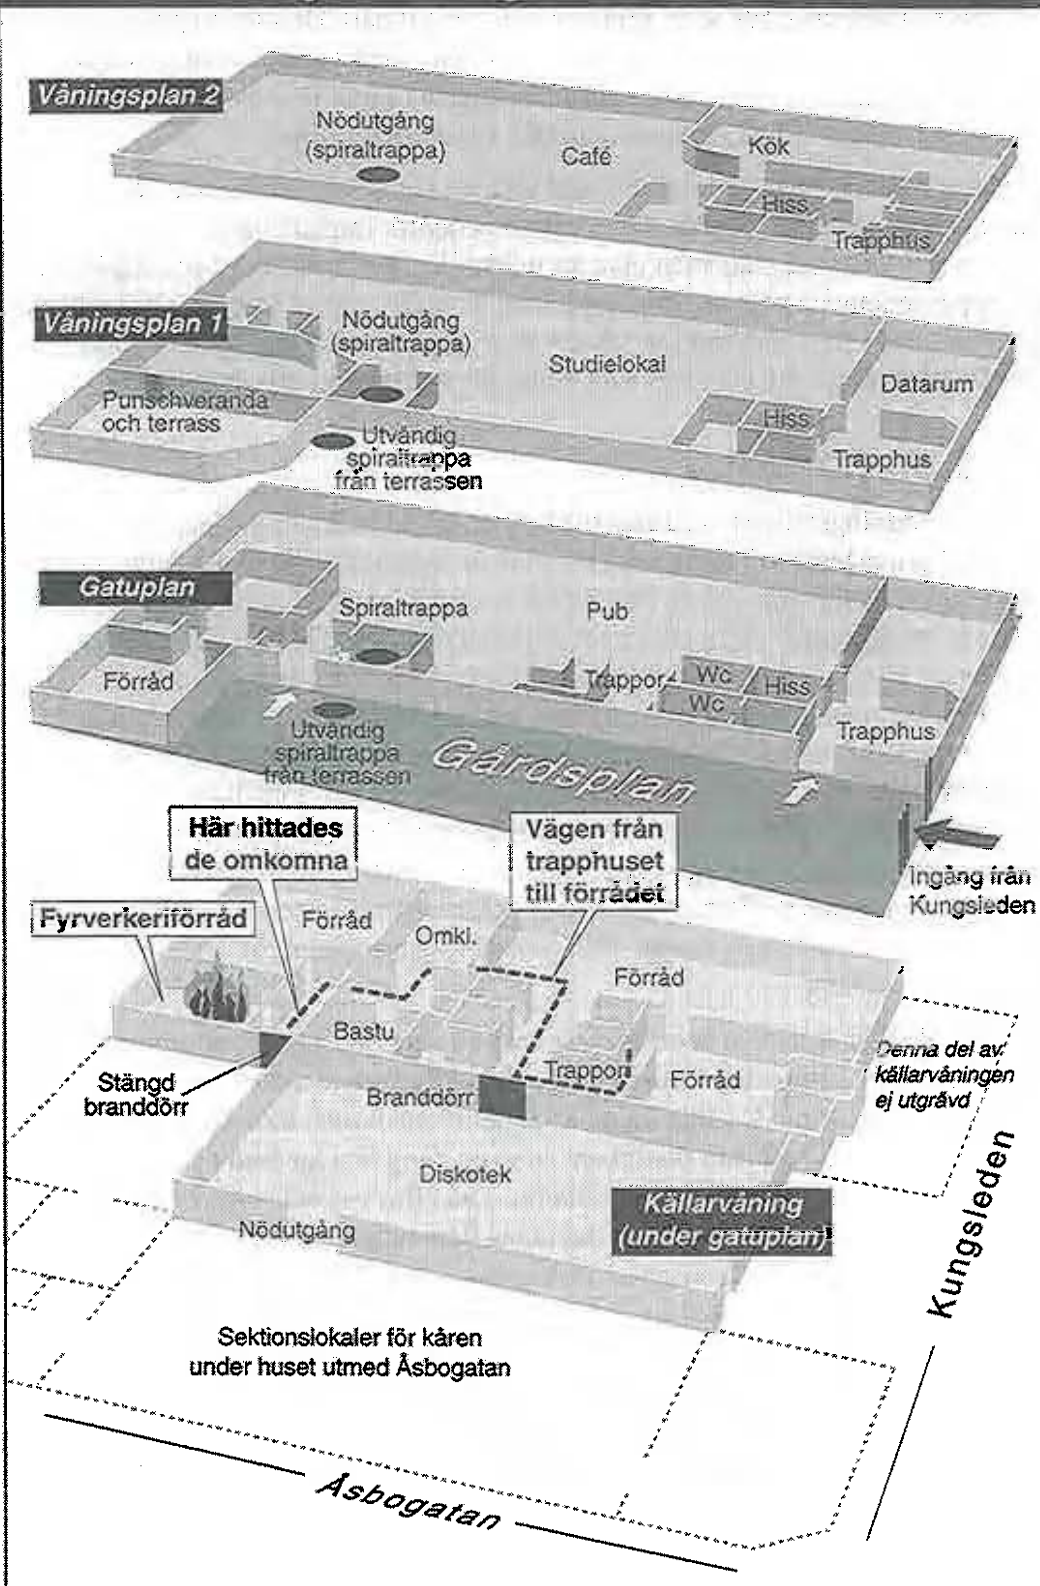 Våningsplan 2
Nödutgång
(spiraltrappa)
Café
Kök
Hiss
Trapphus
Våningsplan 1
Nödutgång
(spiraltrappa)
Studielokal
Datarum
Punschveranda
och terrass
Hiss
Utvändig
spiraltrappa
från terrassen
Trapphus
Gatuplan
Spiraltrappa
Pub
Förråd
Trappor
Wc
Hiss
Wc
Utvändig
spiraltrappa
från terrassen
Trapphus
Gårdsplan
Här hittades
de omkomna
Vägen från
trapphuset
till förrådet
Ingång från
Kungsleden
Fyrverkeriförråd
Förråd
Omkl.
Förråd
Bastu
Stängd
branddörr
Branddörr
Trappor
Förråd
Denna del av
källarvåningen
ej utgrävd
Diskotek
Källarvåning
(under gatuplan)
Nödutgång
Kungsleden
Sektionslokaler för kåren
under huset utmed Åsbogatan
Åsbogatan